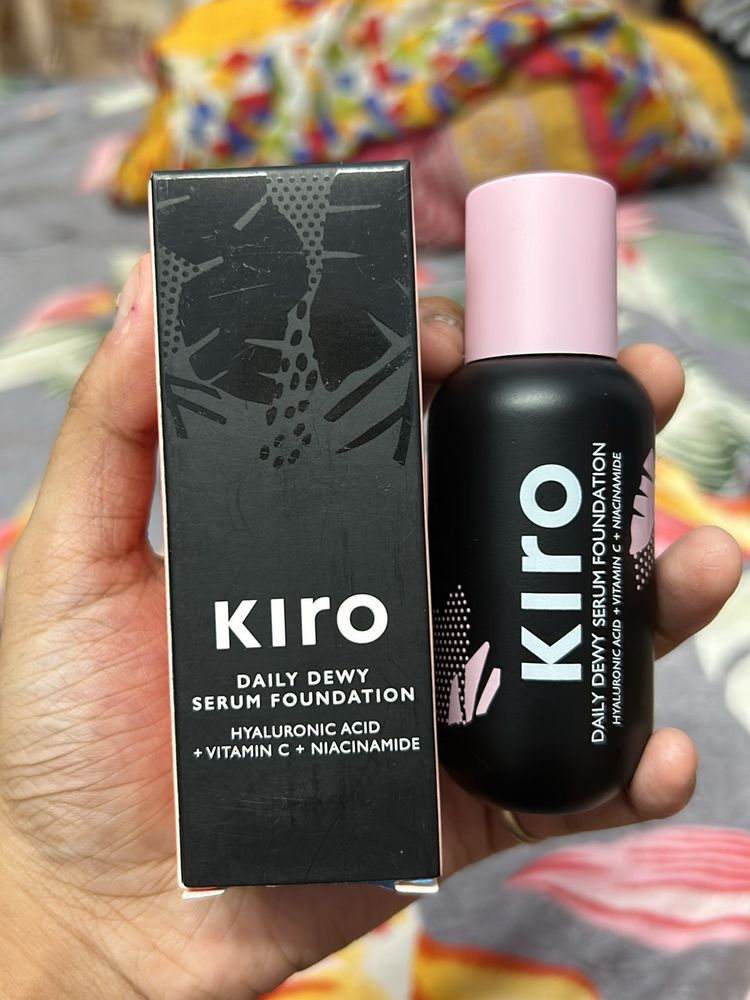 KIro
DAILY DEWY
SERUM FOUNDATION
HYALURONIC ACID
+ VITAMIN C + NIACINAMIDE
KIro
DAILY DEWY SERUM FOUNDATION
HYALURONIC ACID + VITAMIN C + NIACINAMIDE